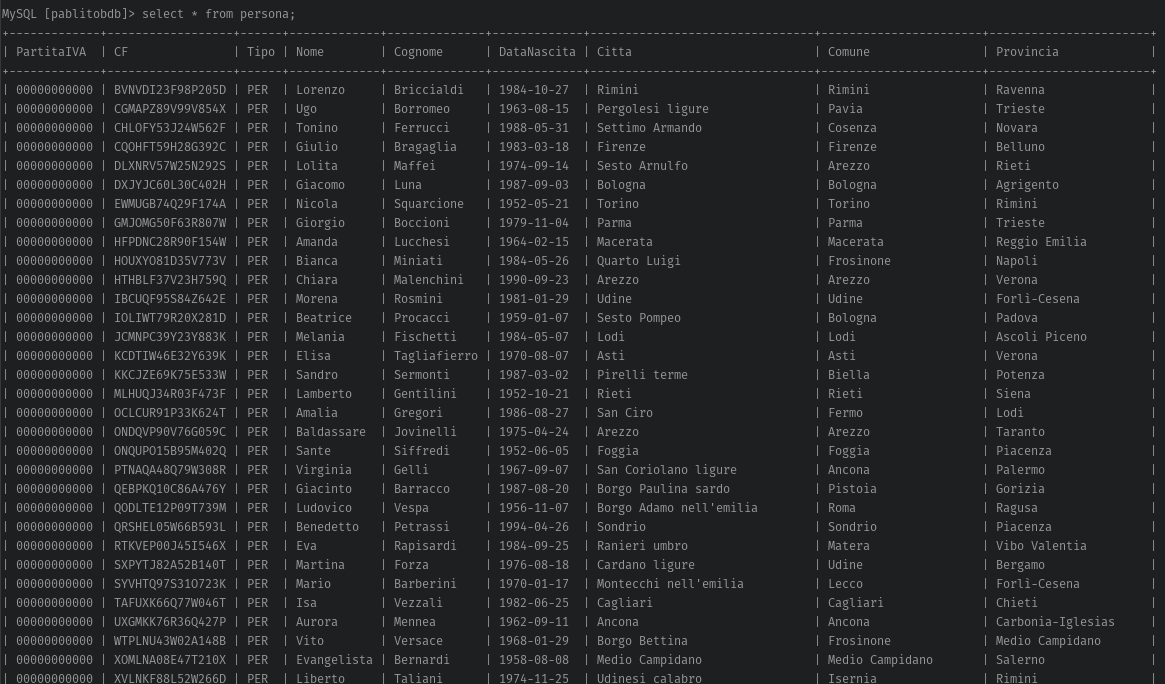 MySQL [pablitobdb]> select * from persona;
+-------------+------------------+------+--------------+-------------+-------------+--------------------------------+-----------------------+-----------------------+
| PartitaIVA | CF | Tipo | Nome | Cognome | DataNascita | Citta | Comune | Provincia |
+-------------+------------------+------+--------------+-------------+-------------+--------------------------------+-----------------------+-----------------------+
| 00000000000 | BVNVDI23F98P205D | PER | Lorenzo | Briccialdi | 1984-10-27 | Rimini | Rimini | Ravenna |
| 00000000000 | CGMAPZ89V99V854X | PER | Ugo | Borromeo | 1963-08-15 | Pergolesi ligure | Pavia | Trieste |
| 00000000000 | CHLOFY53J24W562F | PER | Tonino | Ferrucci | 1988-05-31 | Settimo Armando | Cosenza | Novara |
| 00000000000 | CQOHFT59H28G392C | PER | Giulio | Bragaglia | 1983-03-18 | Firenze | Firenze | Belluno |
| 00000000000 | DLXNRV57W25N292S | PER | Lolita | Maffei | 1974-09-14 | Sesto Arnulfo | Arezzo | Rieti |
| 00000000000 | DXJYJC60L30C402H | PER | Giacomo | Luna | 1987-09-03 | Bologna | Bologna | Agrigento |
| 00000000000 | EWMUGB74Q29F174A | PER | Nicola | Squarcione | 1952-05-21 | Torino | Torino | Rimini |
| 00000000000 | GMJOMG50F63R807W | PER | Giorgio | Boccioni | 1979-11-04 | Parma | Parma | Trieste |
| 00000000000 | HFPDNC28R90F154W | PER | Amanda | Lucchesi | 1964-02-15 | Macerata | Macerata | Reggio Emilia |
| 00000000000 | HOUXYO81D35V773V | PER | Bianca | Miniati | 1984-05-26 | Quarto Luigi | Frosinone | Napoli |
| 00000000000 | HTHBLF37V23H759Q | PER | Chiara | Malenchini | 1990-09-23 | Arezzo | Arezzo | Verona |
| 00000000000 | IBCUQF95S84Z642E | PER | Morena | Rosmini | 1981-01-29 | Udine | Udine | Forlì-Cesena |
| 00000000000 | IOLIWT79R20X281D | PER | Beatrice | Procacci | 1959-01-07 | Sesto Pompeo | Bologna | Padova |
| 00000000000 | JCMNPC39Y23Y883K | PER | Melania | Fischetti | 1984-05-07 | Lodi | Lodi | Ascoli Piceno |
| 00000000000 | KCDTIW46E32Y639K | PER | Elisa | Tagliafierro | 1970-08-07 | Asti | Asti | Verona |
| 00000000000 | KKCJZE69K75E533W | PER | Sandro | Sermonti | 1987-03-02 | Pirelli terme | Biella | Potenza |
| 00000000000 | MLHUQJ34R03F473F | PER | Lamberto | Gentilini | 1952-10-21 | Rieti | Rieti | Siena |
| 00000000000 | OCLCUR91P33K624T | PER | Amalia | Gregori | 1986-08-27 | San Ciro | Fermo | Lodi |
| 00000000000 | ONDQVP90V76G059C | PER | Baldassare | Jovinelli | 1975-04-24 | Arezzo | Arezzo | Taranto |
| 00000000000 | ONQUPO15B95M402Q | PER | Sante | Siffredi | 1952-06-05 | Foggia | Foggia | Piacenza |
| 00000000000 | PTNAQA48Q79W308R | PER | Virginia | Gelli | 1967-09-07 | San Coriolano ligure | Ancona | Palermo |
| 00000000000 | QEBPKQ10C86A476Y | PER | Giacinto | Barracco | 1987-08-20 | Borgo Paulina sardo | Pistoia | Gorizia |
| 00000000000 | QODLTE12P09T739M | PER | Ludovico | Vespa | 1956-11-07 | Borgo Adamo nell'emilia | Roma | Ragusa |
| 00000000000 | QRSHEL05W66B593L | PER | Benedetto | Petrassi | 1994-04-26 | Sondrio | Sondrio | Piacenza |
| 00000000000 | RTKVEP00J45I546X | PER | Eva | Rapisardi | 1984-09-25 | Ranieri umbro | Matera | Vibo Valentia |
| 00000000000 | SXPYTJ82A52B140T | PER | Martina | Forza | 1976-08-18 | Cardano ligure | Udine | Bergamo |
| 00000000000 | SYVHTQ97S31O723K | PER | Mario | Barberini | 1970-01-17 | Montecchi nell'emilia | Lecco | Forlì-Cesena |
| 00000000000 | TAFUXK66Q77W046T | PER | Isa | Vezzali | 1982-06-25 | Cagliari | Cagliari | Chieti |
| 00000000000 | UXGMKK76R36Q427P | PER | Aurora | Mennea | 1962-09-11 | Ancona | Ancona | Carbonia-Iglesias |
| 00000000000 | WTPLNU43W02A148B | PER | Vito | Versace | 1968-01-29 | Borgo Bettina | Frosinone | Medio Campidano |
| 00000000000 | XOMLNA08E47T210X | PER | Evangelista | Bernardi | 1958-08-08 | Medio Campidano | Medio Campidano | Salerno |
| 00000000000 | XVLNKF88L52W266D | PER | Liberto | Taliani | 1974-11-25 | Udinesi calabro | Isernia | Rimini |